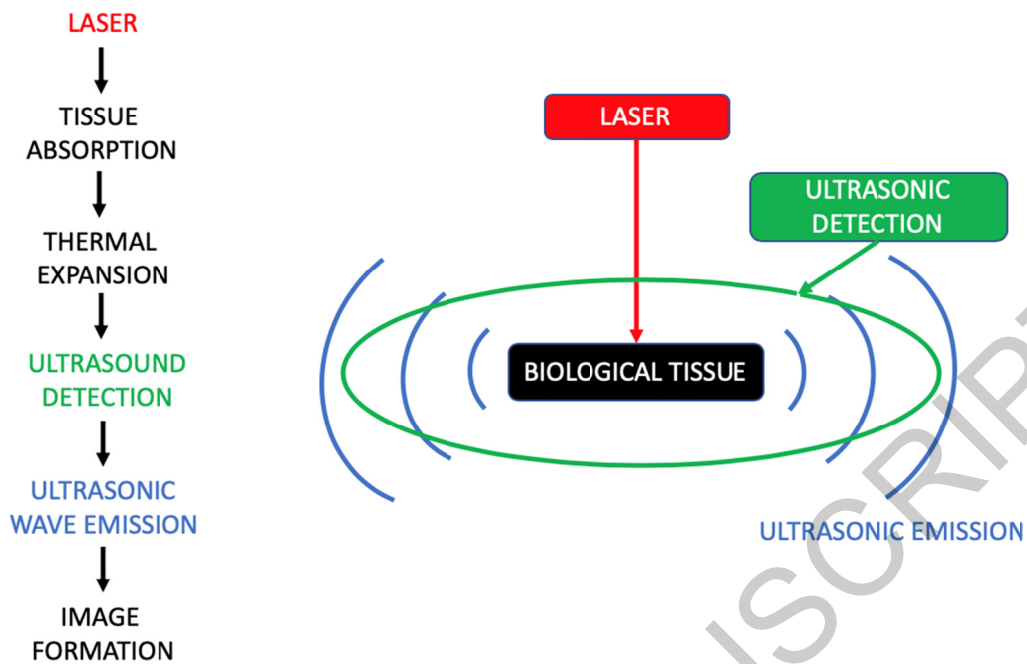 LASER
TISSUE
ABSORPTION
THERMAL
EXPANSION
ULTRASOUND
DETECTION
ULTRASONIC
WAVE EMISSION
IMAGE
FORMATION
LASER
ULTRASONIC
DETECTION
BIOLOGICAL TISSUE
ULTRASONIC EMISSION